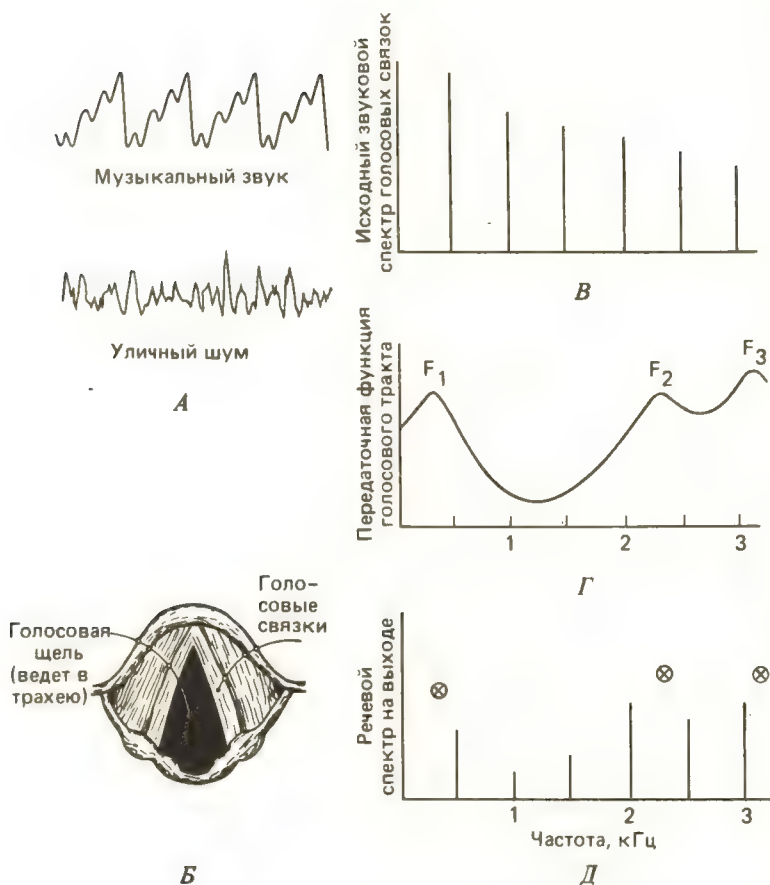 Музыкальный звук
Уличный шум
А
Голосовая
щель
(ведет в
трахею)
Голо-
совые
связки
Б
Исходный звуковой
спектр голосовых связок
В
Передаточная функция
голосового тракта
F1
F2
F3
1
2
3
Г
Речевой
спектр на выходе
1
2
3
Частота, кГц
Д